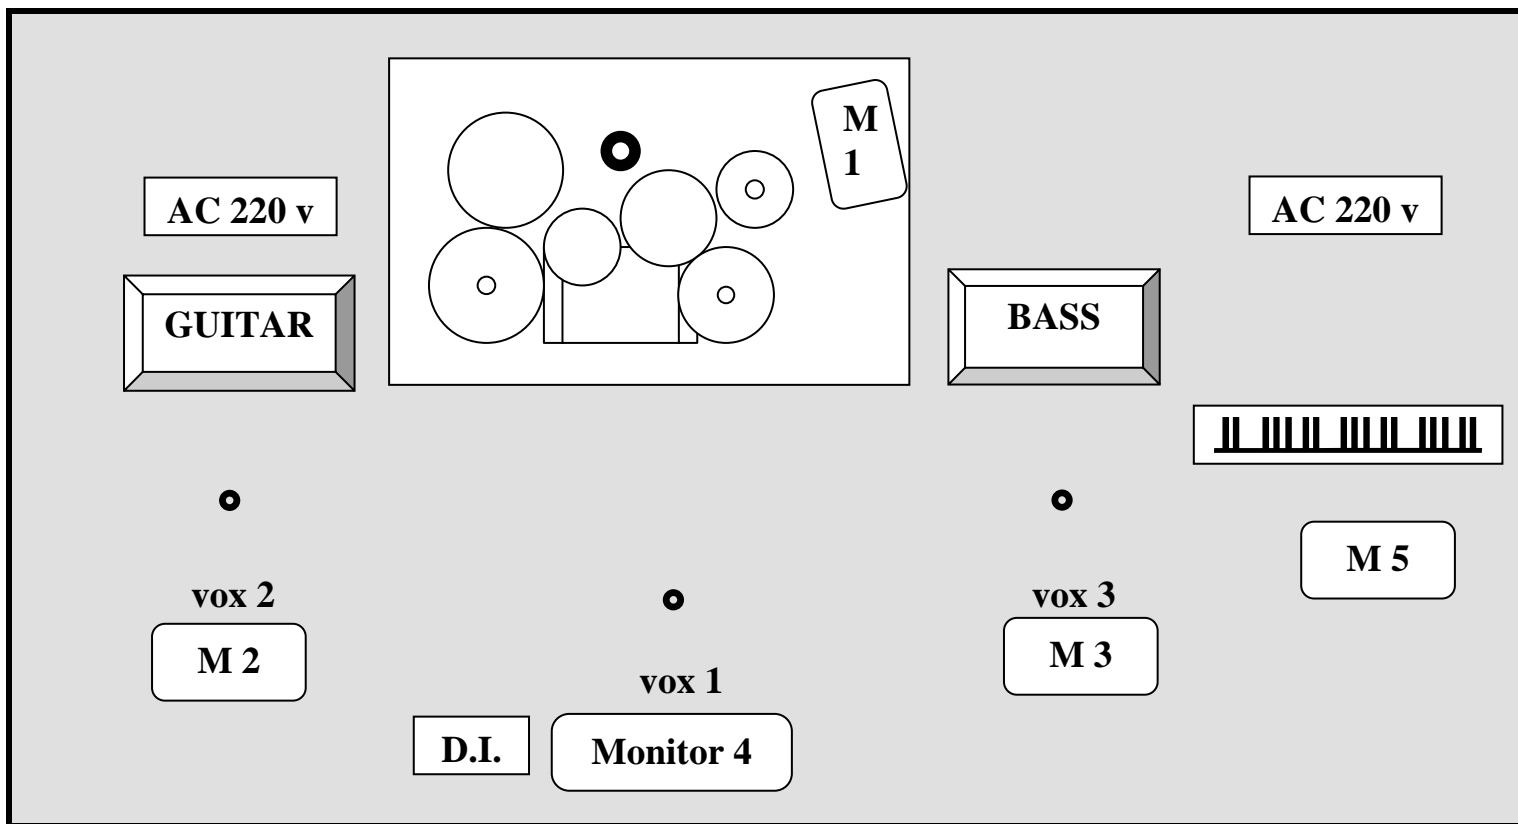 M
1
AC 220 v
AC 220 v
GUITAR
BASS
M 5
vox 2
vox 3
M 2
M 3
vox 1
D.I.
Monitor 4